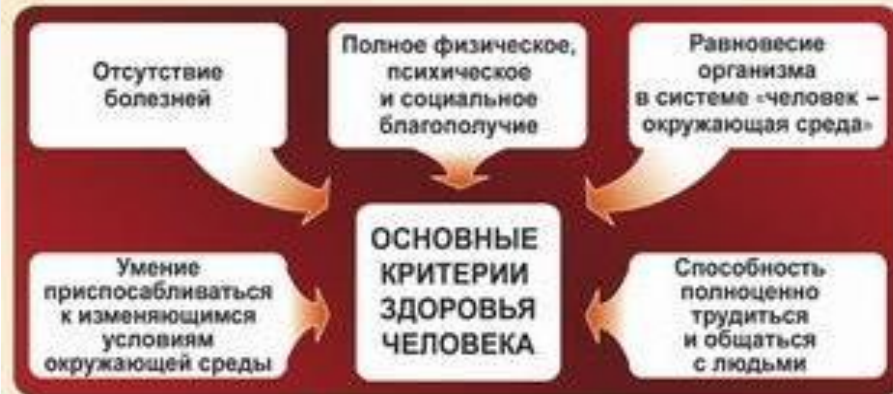 Отсутствие
болезней
Полное физическое,
психическое
и социальное
благополучие
Равновесие
организма
в системе «человек –
окружающая среда»
ОСНОВНЫЕ
КРИТЕРИИ
ЗДОРОВЬЯ
ЧЕЛОВЕКА
Умение
приспосабливаться
к изменяющимся
условиям
окружающей среды
Способность
полноценно
трудиться
и общаться
с людьми